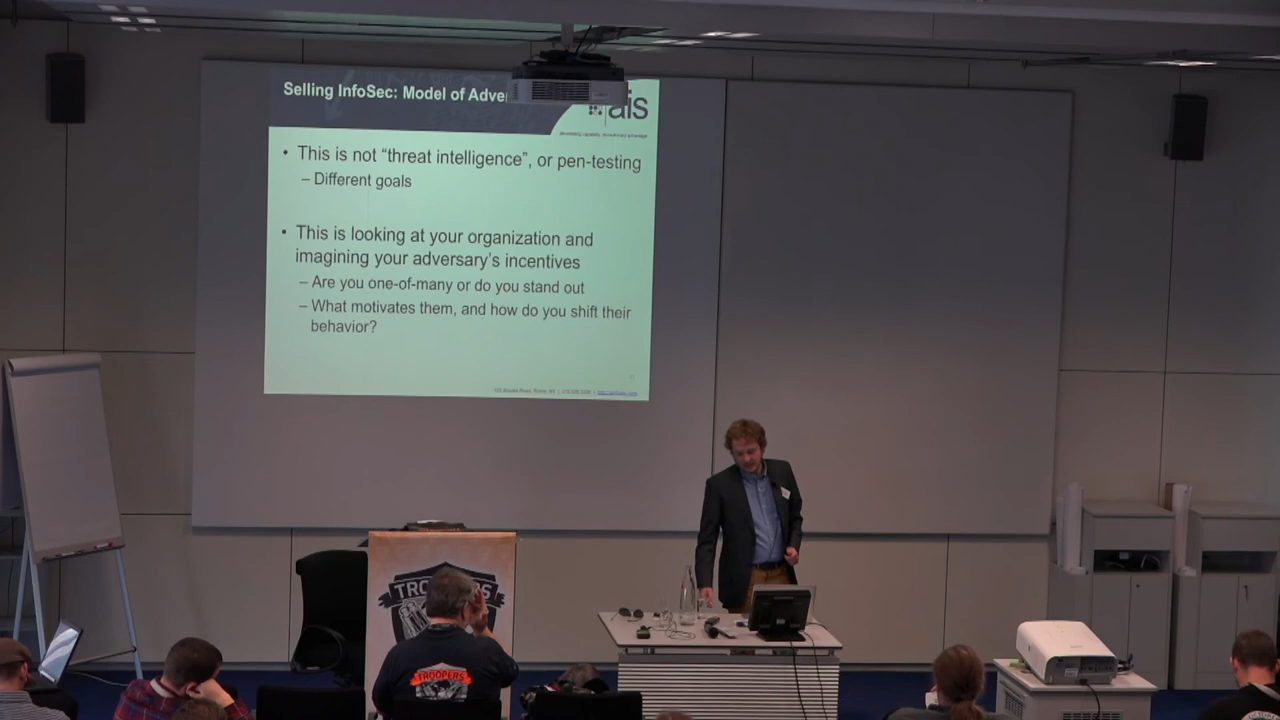 Selling InfoSec: Model of Adve
ais
• This is not “threat intelligence”, or pen-testing
– Different goals
• This is looking at your organization and
imagining your adversary’s incentives
– Are you one-of-many or do you stand out
– What motivates them, and how do you shift their
behavior?
TROOPERS